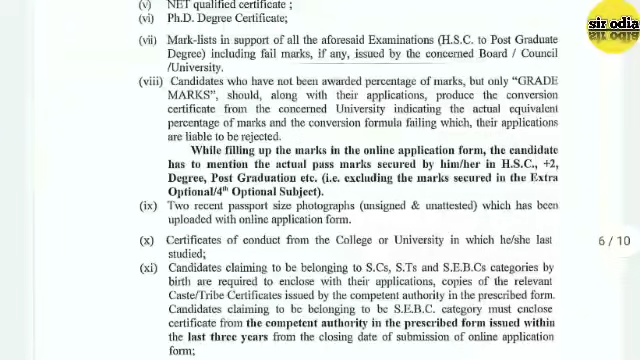 (v) NET qualified certificate ;
(vi) Ph.D. Degree Certificate;
(vii) Mark-lists in support of all the aforesaid Examinations (H.S.C. to Post Graduate
Degree) including fail marks, if any, issued by the concerned Board / Council
/University.
(viii) Candidates who have not been awarded percentage of marks, but only “GRADE
MARKS”, should, along with their applications, produce the conversion
certificate from the concerned University indicating the actual equivalent
percentage of marks and the conversion formula failing which, their applications
are liable to be rejected.
While filling up the marks in the online application form, the candidate
has to mention the actual pass marks secured by him/her in H.S.C., +2,
Degree, Post Graduation etc. (i.e. excluding the marks secured in the Extra
Optional/4th Optional Subject).
(ix) Two recent passport size photographs (unsigned & unattested) which has been
uploaded with online application form.
(x) Certificates of conduct from the College or University in which he/she last
studied;
(xi) Candidates claiming to be belonging to S.Cs, S.Ts and S.E.B.Cs categories by
birth are required to enclose with their applications, copies of the relevant
Caste/Tribe Certificates issued by the competent authority in the prescribed form.
Candidates claiming to be belonging to be S.E.B.C. category must enclose
certificate from the competent authority in the prescribed form issued within
the last three years from the closing date of submission of online application
form;
6 / 10
sir odia